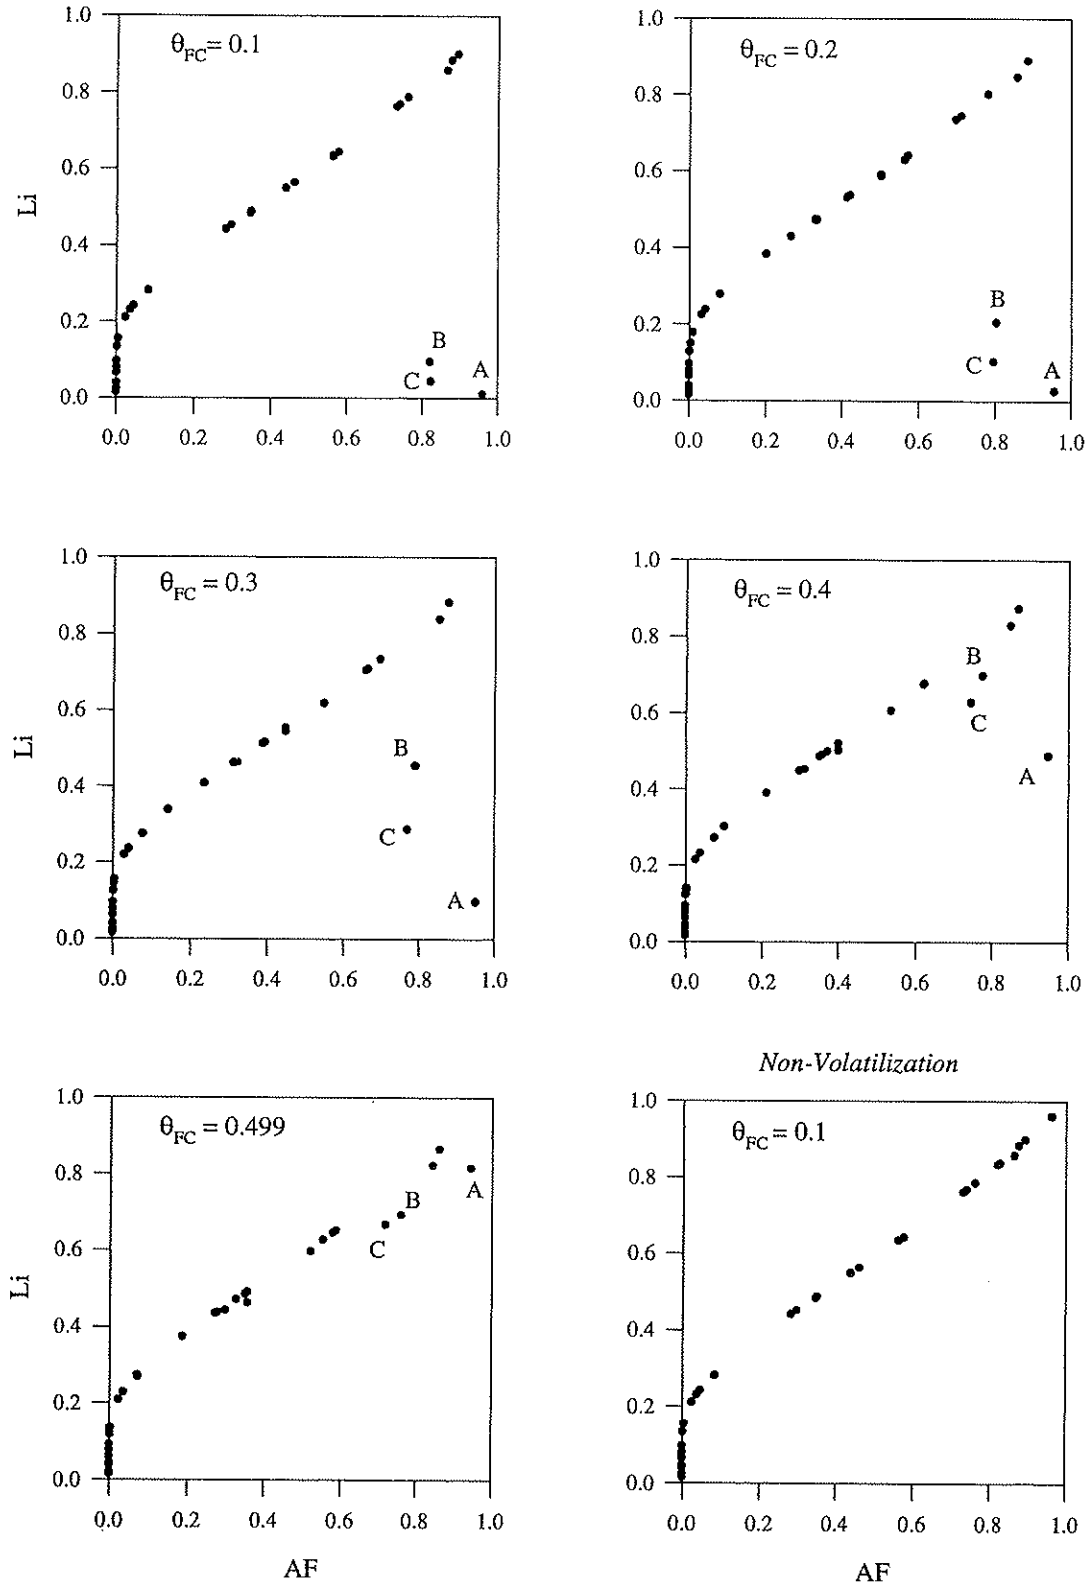 1.0 1.0
θFC = 0.1 θFC = 0.2
0.8 0.8
0.6 0.6
Li
0.4 0.4
B
0.2 0.2
B
A C A
C
0.0 0.0
0.0 0.2 0.4 0.6 0.8 1.0 0.0 0.2 0.4 0.6 0.8 1.0
1.0 1.0
θFC = 0.3 θFC = 0.4
0.8 0.8
B
0.6 0.6
Li B C
0.4 A 0.4
C
0.2 0.2
A
0.0 0.0
0.0 0.2 0.4 0.6 0.8 1.0 0.0 0.2 0.4 0.6 0.8 1.0
Non-Volatilization
1.0 1.0
θFC = 0.499 θFC = 0.1
0.8 0.8
B A
C
0.6 0.6
Li
0.4 0.4
0.2 0.2
0.0 0.0
0.0 0.2 0.4 0.6 0.8 1.0 0.0 0.2 0.4 0.6 0.8 1.0
AF AF